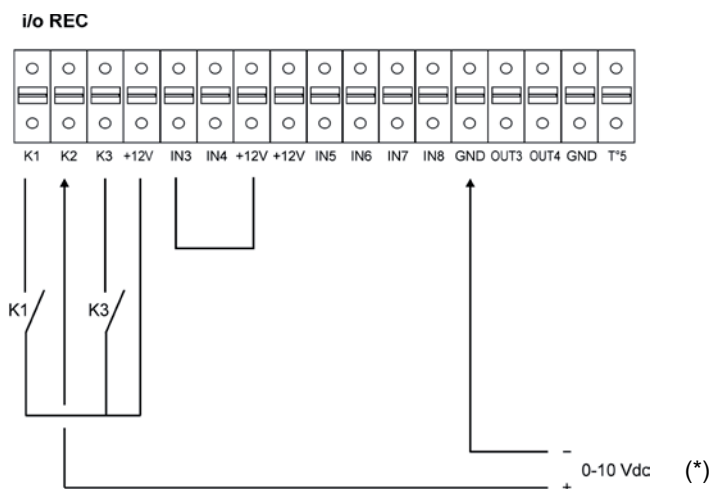 i/o REC
K1 K2 K3 +12V IN3 IN4 +12V +12V IN5 IN6 IN7 IN8 GND OUT3 OUT4 GND T°5
K1 K3
–
0-10 Vdc (*)
+